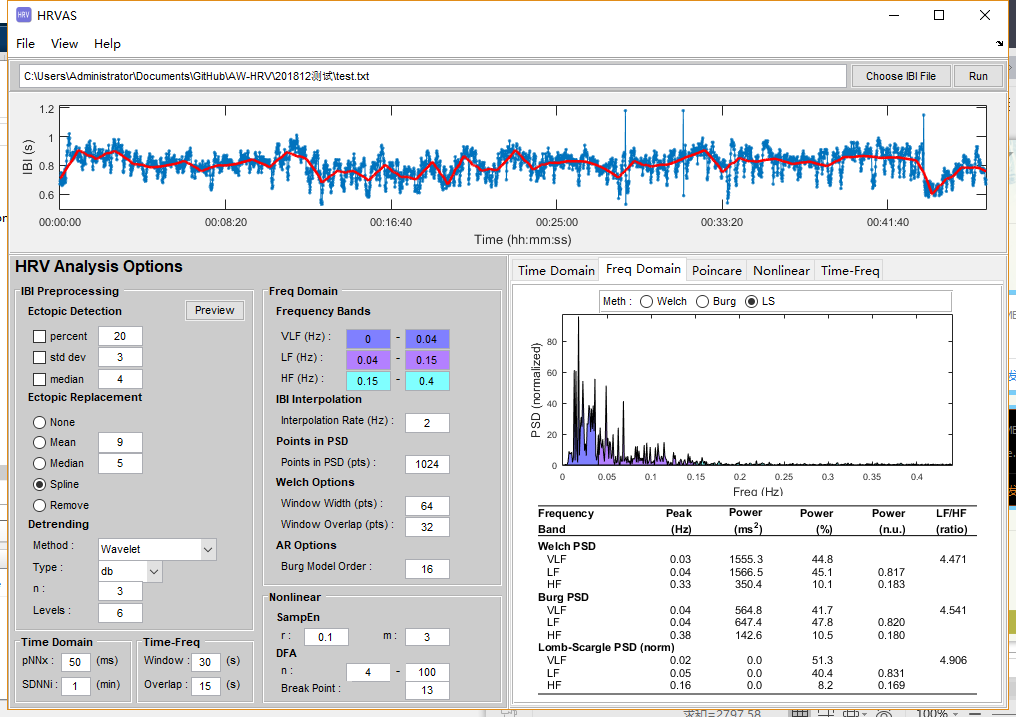 HRV HRVAS
File View Help
C:\Users\Administrator\Documents\GitHub\AW-HRV\201812测试\test.txt Choose IBI File Run
1.2
1
0.8
0.6
IBI (s)
00:00:00 00:08:20 00:16:40 00:25:00 00:33:20 00:41:40
Time (hh:mm:ss)
HRV Analysis Options
IBI Preprocessing
Ectopic Detection Preview
percent 20
std dev 3
median 4
Ectopic Replacement
None
Mean 9
Median 5
Spline
Remove
Detrending
Method : Wavelet
Type : db
n : 3
Levels : 6
Time Domain
pNNx : 50 (ms)
SDNNi : 1 (min)
Time-Freq
Window : 30 (s)
Overlap : 15 (s)
Freq Domain
Frequency Bands
VLF (Hz) : 0 - 0.04
LF (Hz) : 0.04 - 0.15
HF (Hz) : 0.15 - 0.4
IBI Interpolation
Interpolation Rate (Hz) : 2
Points in PSD
Points in PSD (pts) : 1024
Welch Options
Window Width (pts) : 64
Window Overlap (pts) : 32
AR Options
Burg Model Order : 16
Nonlinear
SampEn
r : 0.1 m : 3
DFA
n : 4 - 100
Break Point : 13
Time Domain Freq Domain Poincare Nonlinear Time-Freq
Meth : Welch Burg LS
80
60
40
20
0
PSD (normalized)
0 0.05 0.1 0.15 0.2 0.25 0.3 0.35 0.4
Freq (Hz)
Frequency Peak Power Power Power LF/HF
Band (Hz) (ms²) (%) (n.u.) (ratio)
Welch PSD
VLF 0.03 1555.3 44.8 4.471
LF 0.04 1566.5 45.1 0.817
HF 0.33 350.4 10.1 0.183
Burg PSD
VLF 0.04 564.8 41.7 4.541
LF 0.04 647.4 47.8 0.820
HF 0.38 142.6 10.5 0.180
Lomb-Scargle PSD (norm)
VLF 0.02 0.0 51.3 4.906
LF 0.05 0.0 40.4 0.831
HF 0.16 0.0 8.2 0.169
求和=2797.58 100%